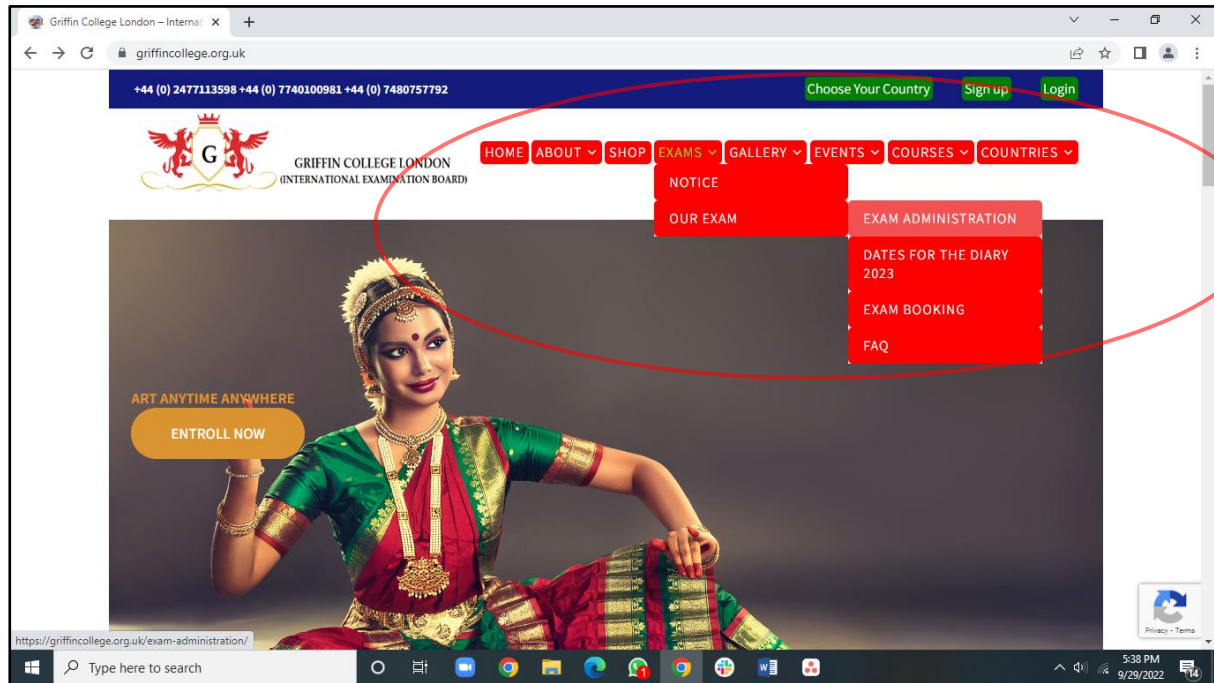 Griffin College London – Internat
griffincollege.org.uk
+44 (0) 2477113598 +44 (0) 7740100981 +44 (0) 7480757792
Choose Your Country
Sign up
Login
G
GRIFFIN COLLEGE LONDON
(INTERNATIONAL EXAMINATION BOARD)
HOME ABOUT SHOP EXAMS GALLERY EVENTS COURSES COUNTRIES
NOTICE
OUR EXAM
EXAM ADMINISTRATION
DATES FOR THE DIARY
2023
EXAM BOOKING
FAQ
ART ANYTIME ANYWHERE
ENTROLL NOW
Privacy - Terms
https://griffincollege.org.uk/exam-administration/
Type here to search
5:38 PM
9/29/2022
14